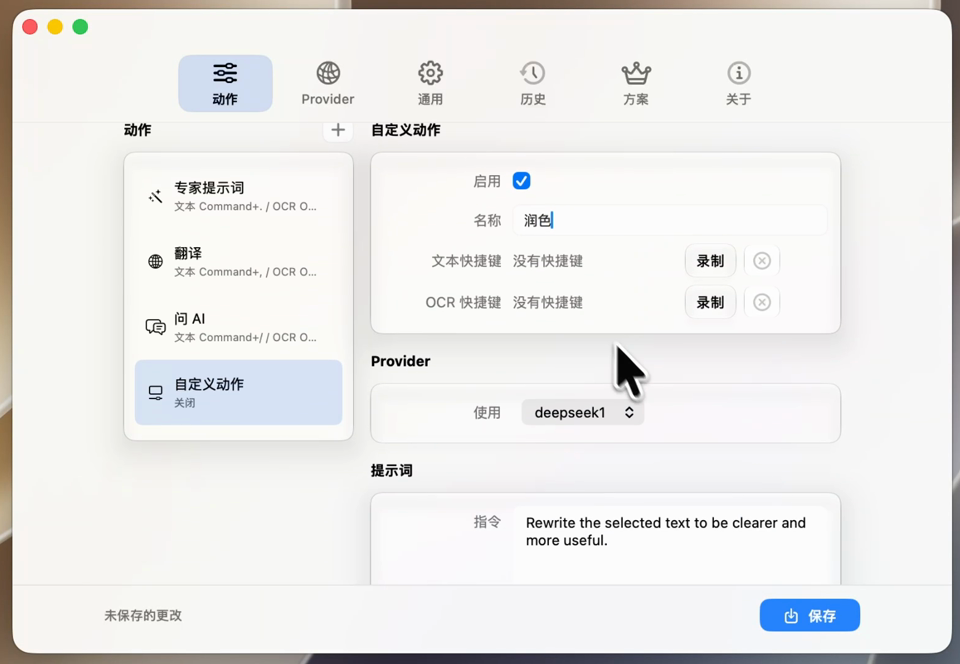 动作
Provider
通用
历史
方案
关于
动作
专家提示词
文本 Command+. / OCR O...
翻译
文本 Command+, / OCR O...
问 AI
文本 Command+/ / OCR O...
自定义动作
关闭
自定义动作
启用
名称 润色
文本快捷键 没有快捷键 录制
OCR 快捷键 没有快捷键 录制
Provider
使用 deepseek1
提示词
指令 Rewrite the selected text to be clearer and
more useful.
未保存的更改
保存